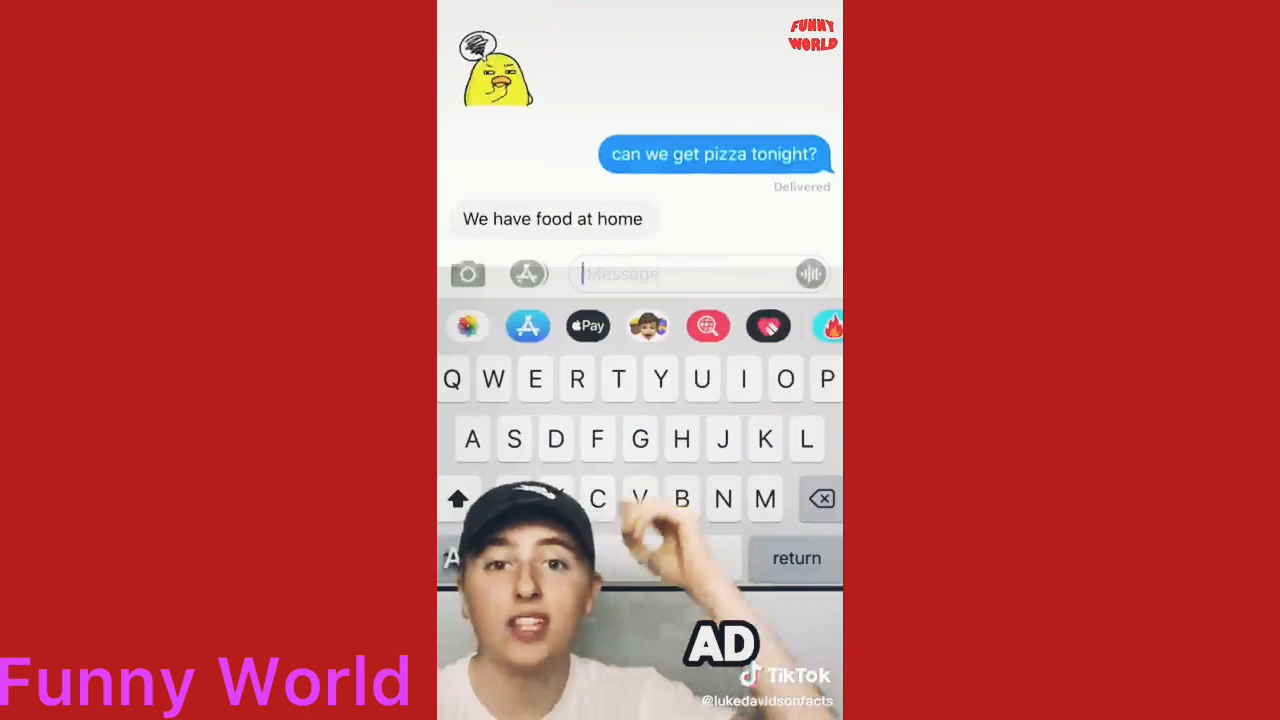 FUNNY
WORLD
can we get pizza tonight?
Delivered
We have food at home
Message
Pay
Q W E R T Y U I O P
A S D F G H J K L
C V B N M
return
AD
TikTok
@lukedavidsonfacts
Funny World